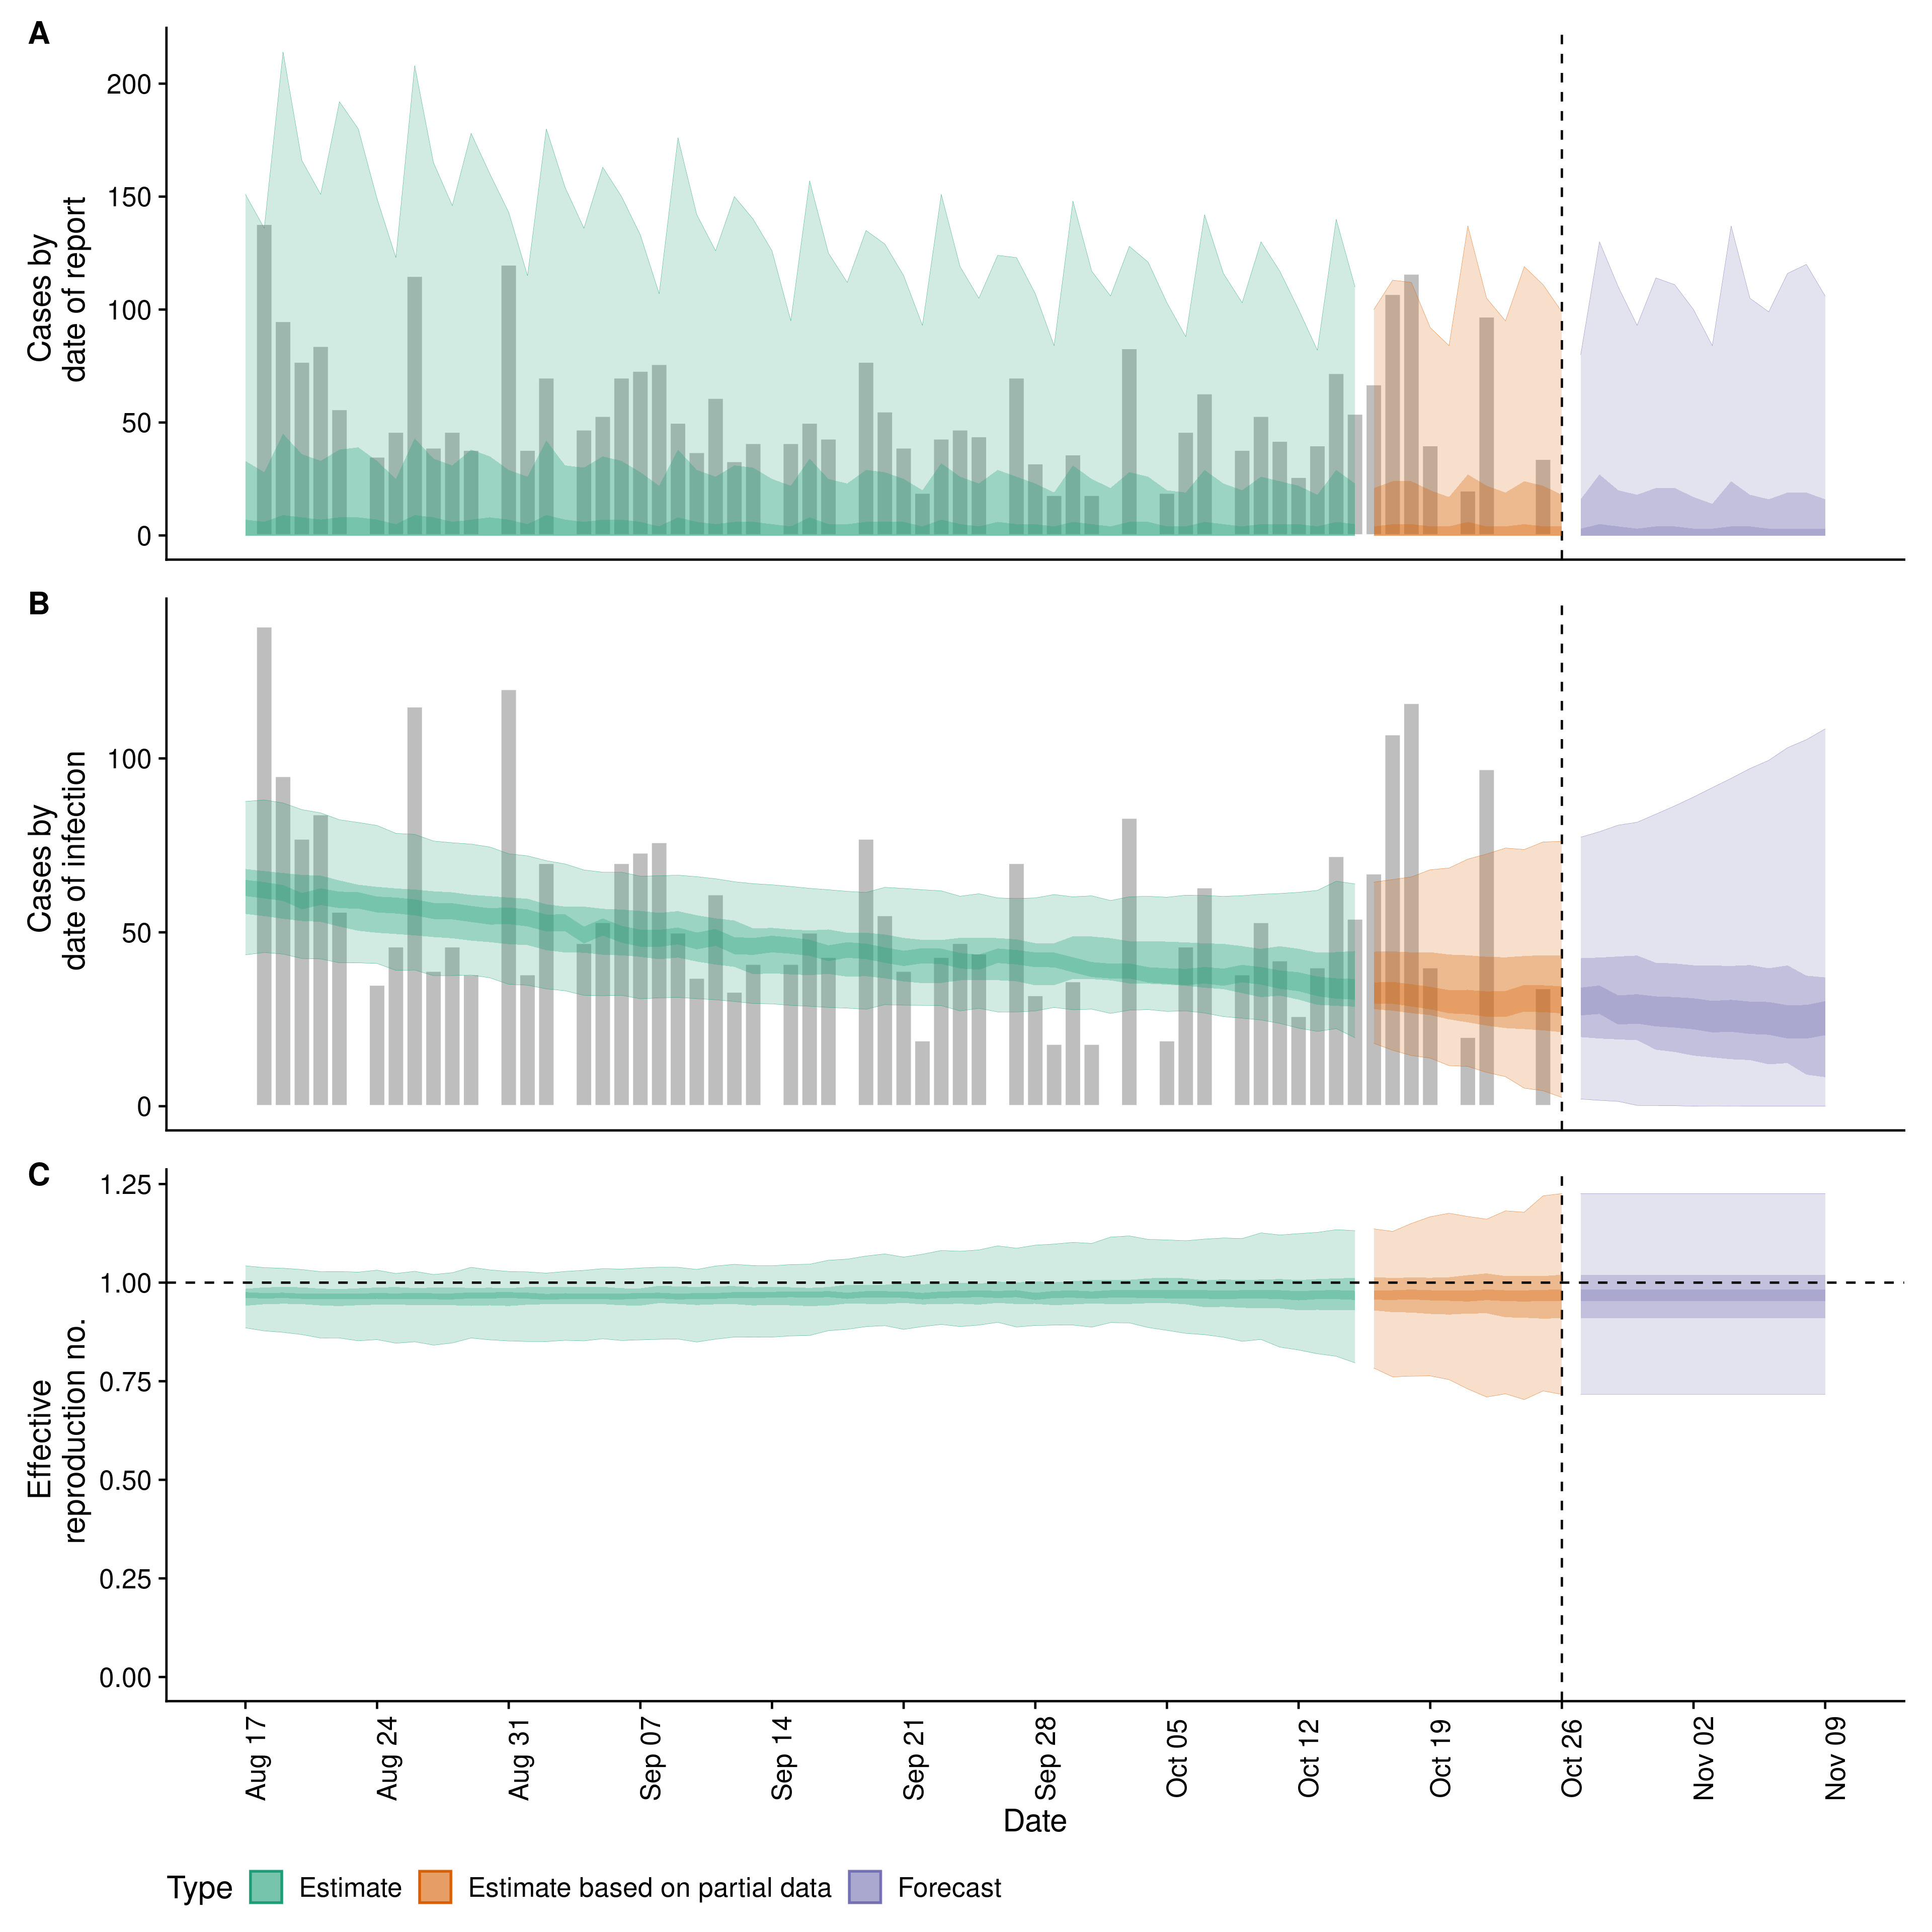 A
Cases by
date of report
200
150
100
50
0
B
Cases by
date of infection
100
50
0
C
Effective
reproduction no.
1.25
1.00
0.75
0.50
0.25
0.00
Aug 17
Aug 24
Aug 31
Sep 07
Sep 14
Sep 21
Sep 28
Oct 05
Oct 12
Oct 19
Oct 26
Nov 02
Nov 09
Date
Type Estimate Estimate based on partial data Forecast